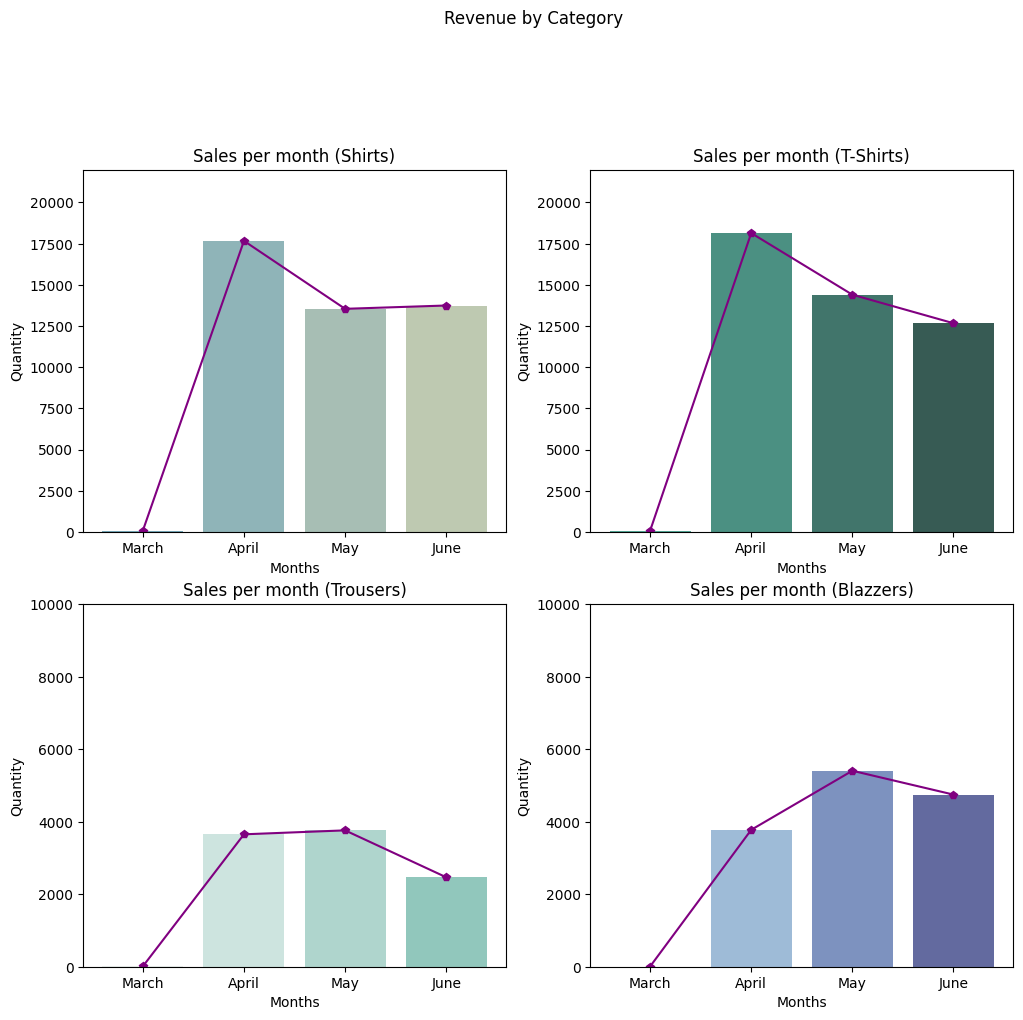 Revenue by Category
Sales per month (Shirts)
20000
17500
15000
12500
10000
7500
5000
2500
0
Quantity
March April May June
Months
Sales per month (T-Shirts)
20000
17500
15000
12500
10000
7500
5000
2500
0
Quantity
March April May June
Months
Sales per month (Trousers)
10000
8000
6000
4000
2000
0
Quantity
March April May June
Months
Sales per month (Blazzers)
10000
8000
6000
4000
2000
0
Quantity
March April May June
Months